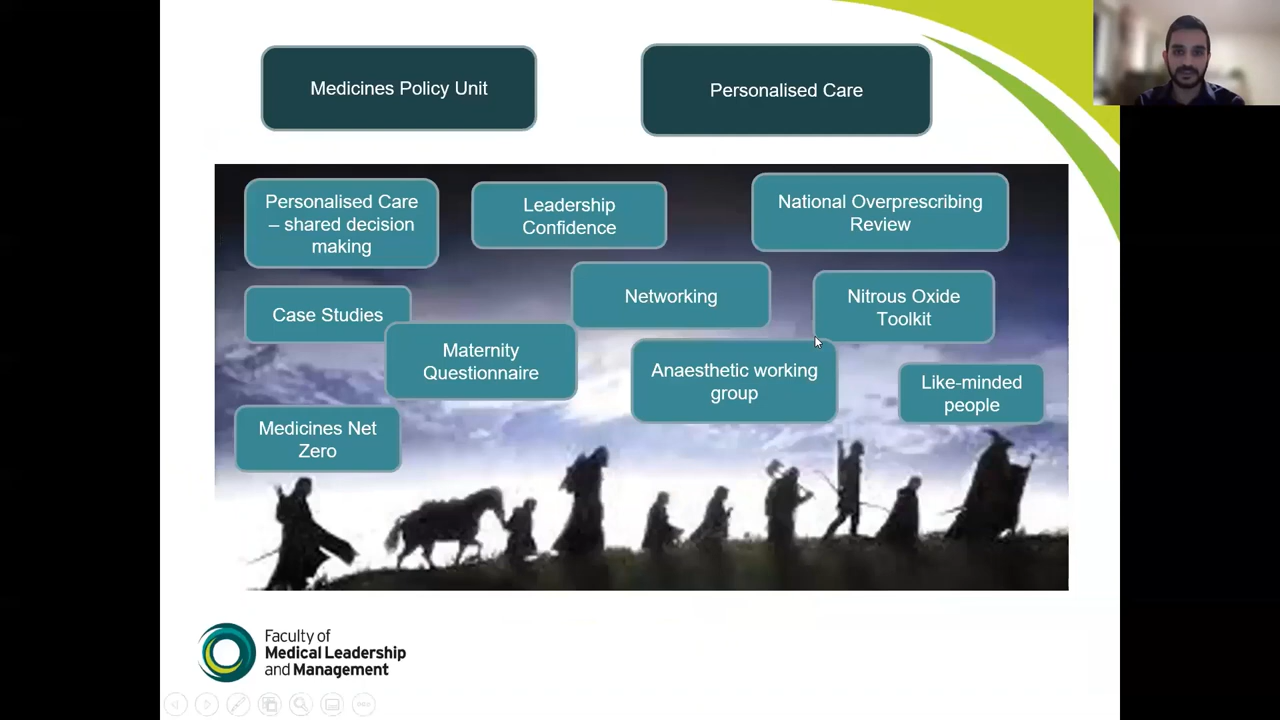 Medicines Policy Unit
Personalised Care
Personalised Care
– shared decision
making
Leadership
Confidence
National Overprescribing
Review
Case Studies
Networking
Nitrous Oxide
Toolkit
Maternity
Questionnaire
Anaesthetic working
group
Like-minded
people
Medicines Net
Zero
Faculty of
Medical Leadership
and Management